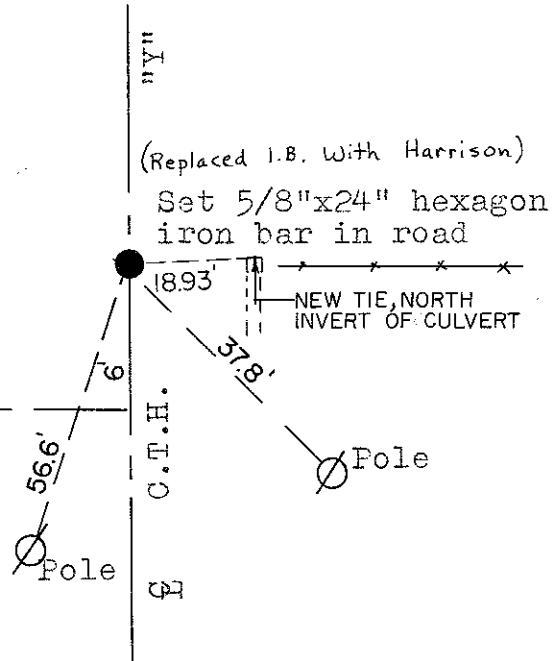 "Y"
(Replaced I.B. With Harrison)
Set 5/8"x24" hexagon
iron bar in road
18.93'
NEW TIE, NORTH
INVERT OF CULVERT
37.8'
6'
56.6'
C.T.H.
Pole
Pole
℄